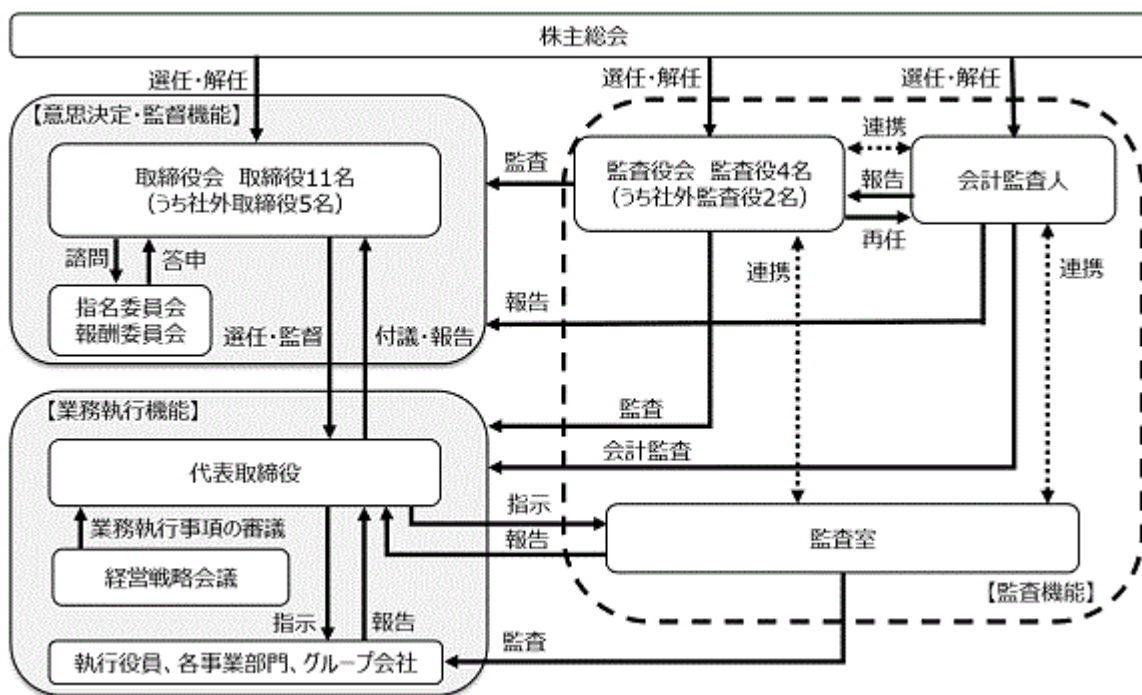 株主総会
選任・解任
選任・解任
選任・解任
【意思決定・監督機能】
取締役会 取締役11名
(うち社外取締役5名)
監査
監査役会 監査役4名
(うち社外監査役2名)
連携
報告
再任
会計監査人
諮問
答申
指名委員会
報酬委員会
選任・監督
付議・報告
報告
連携
連携
【業務執行機能】
監査
会計監査
代表取締役
指示
報告
監査室
業務執行事項の審議
経営戦略会議
【監査機能】
指示
報告
監査
執行役員、各事業部門、グループ会社